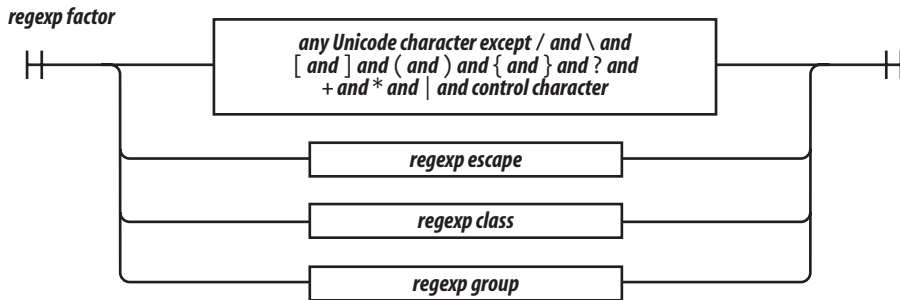 regexp factor
any Unicode character except / and \ and
[ and ] and ( and ) and { and } and ? and
+ and * and | and control character
regexp escape
regexp class
regexp group